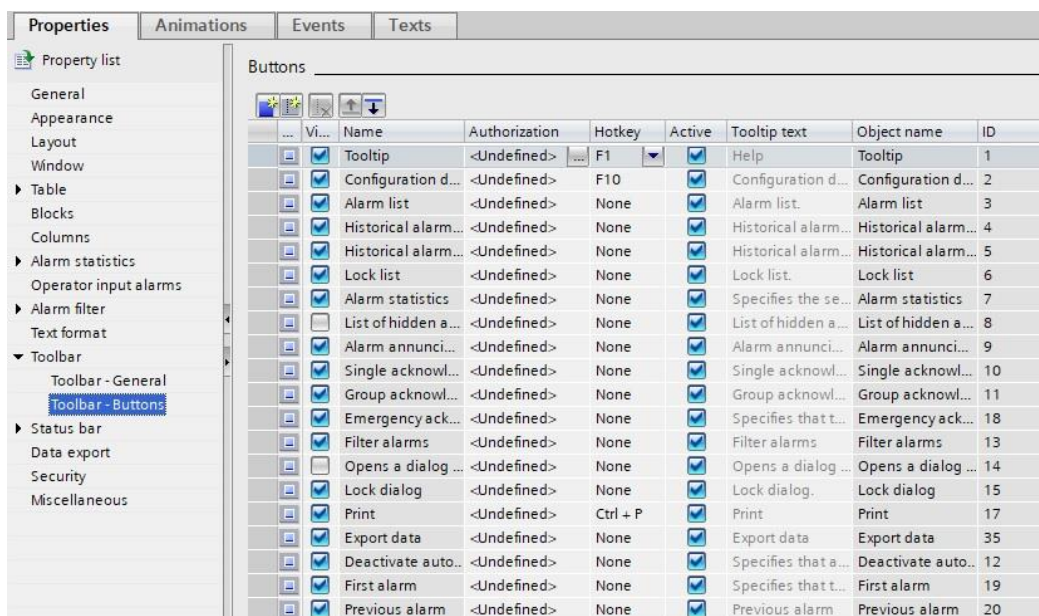 Properties Animations Events Texts
Property list
General
Appearance
Layout
Window
Table
Blocks
Columns
Alarm statistics
Operator input alarms
Alarm filter
Text format
Toolbar
Toolbar - General
Toolbar - Buttons
Status bar
Data export
Security
Miscellaneous
Buttons
... Vi... Name Authorization Hotkey Active Tooltip text Object name ID
Tooltip <Undefined> ... F1 Help Tooltip 1
Configuration d... <Undefined> F10 Configuration d... Configuration d... 2
Alarm list <Undefined> None Alarm list. Alarm list 3
Historical alarm... <Undefined> None Historical alarm... Historical alarm... 4
Historical alarm... <Undefined> None Historical alarm... Historical alarm... 5
Lock list <Undefined> None Lock list. Lock list 6
Alarm statistics <Undefined> None Specifies the se... Alarm statistics 7
List of hidden a... <Undefined> None List of hidden a... List of hidden a... 8
Alarm annunci... <Undefined> None Alarm annunci... Alarm annunci... 9
Single acknowl... <Undefined> None Single acknowl... Single acknowl... 10
Group acknowl... <Undefined> None Group acknowl... Group acknowl... 11
Emergency ack... <Undefined> None Specifies that t... Emergency ack... 18
Filter alarms <Undefined> None Filter alarms Filter alarms 13
Opens a dialog ... <Undefined> None Opens a dialog ... Opens a dialog ... 14
Lock dialog <Undefined> None Lock dialog. Lock dialog 15
Print <Undefined> Ctrl + P Print Print 17
Export data <Undefined> None Export data Export data 35
Deactivate auto.. <Undefined> None Specifies that a... Deactivate auto.. 12
First alarm <Undefined> None Specifies that t... First alarm 19
Previous alarm <Undefined> None Previous alarm Previous alarm 20